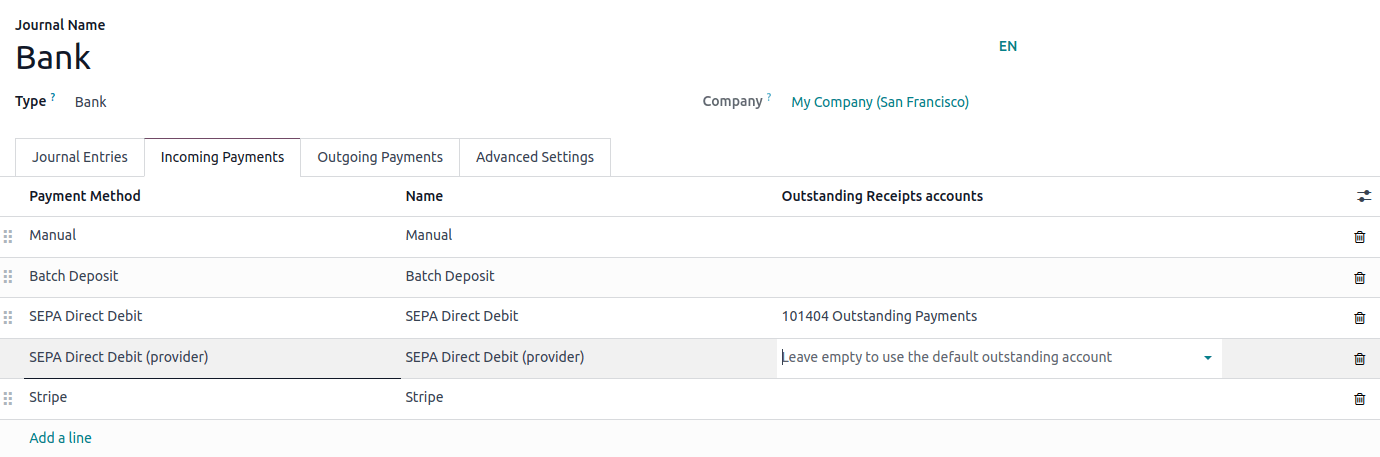 Journal Name
Bank
EN
Type ? Bank
Company ? My Company (San Francisco)
Journal Entries Incoming Payments Outgoing Payments Advanced Settings
Payment Method Name Outstanding Receipts accounts
Manual Manual
Batch Deposit Batch Deposit
SEPA Direct Debit SEPA Direct Debit 101404 Outstanding Payments
SEPA Direct Debit (provider) SEPA Direct Debit (provider) Leave empty to use the default outstanding account
Stripe Stripe
Add a line